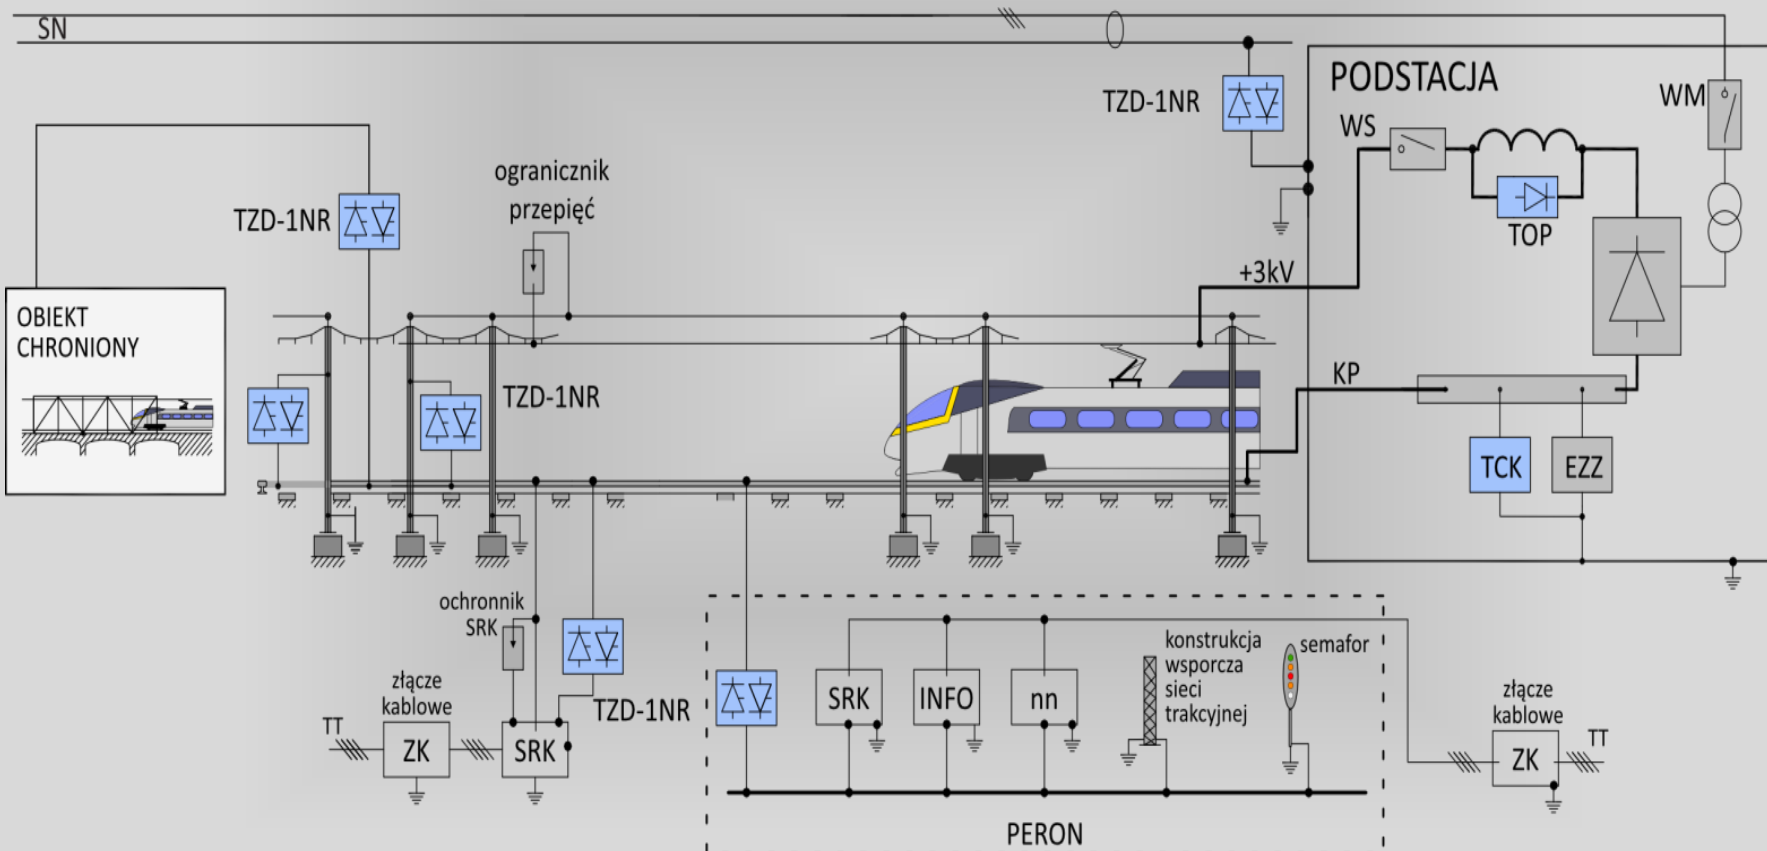 SN
PODSTACJA
WM
TZD-1NR
WS
ogranicznik
przepięć
TZD-1NR
TOP
+3kV
OBIEKT
CHRONIONY
KP
TZD-1NR
TCK
EZZ
ochronnik
SRK
konstrukcja
wsporcza
sieci
trakcyjnej
semafor
złącze
kablowe
TZD-1NR
SRK
INFO
nn
złącze
kablowe
TT
ZK
SRK
ZK
TT
PERON